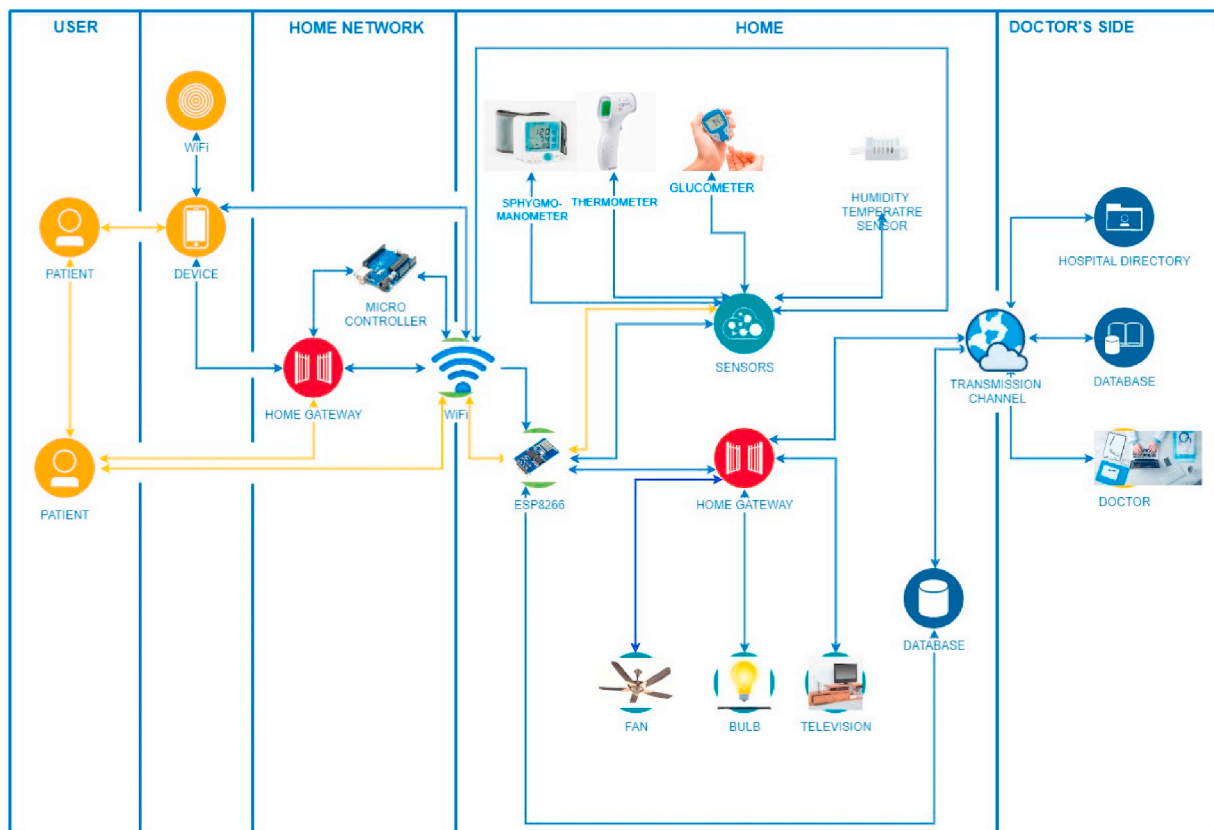 USER
HOME NETWORK
HOME
DOCTOR'S SIDE
WiFi
SPHYGMO-
MANOMETER
THERMOMETER
GLUCOMETER
HUMIDITY
TEMPERATRE
SENSOR
PATIENT
DEVICE
HOSPITAL DIRECTORY
MICRO
CONTROLLER
SENSORS
TRANSMISSION
CHANNEL
DATABASE
HOME GATEWAY
WiFi
PATIENT
ESP8266
HOME GATEWAY
DOCTOR
DATABASE
FAN
BULB
TELEVISION